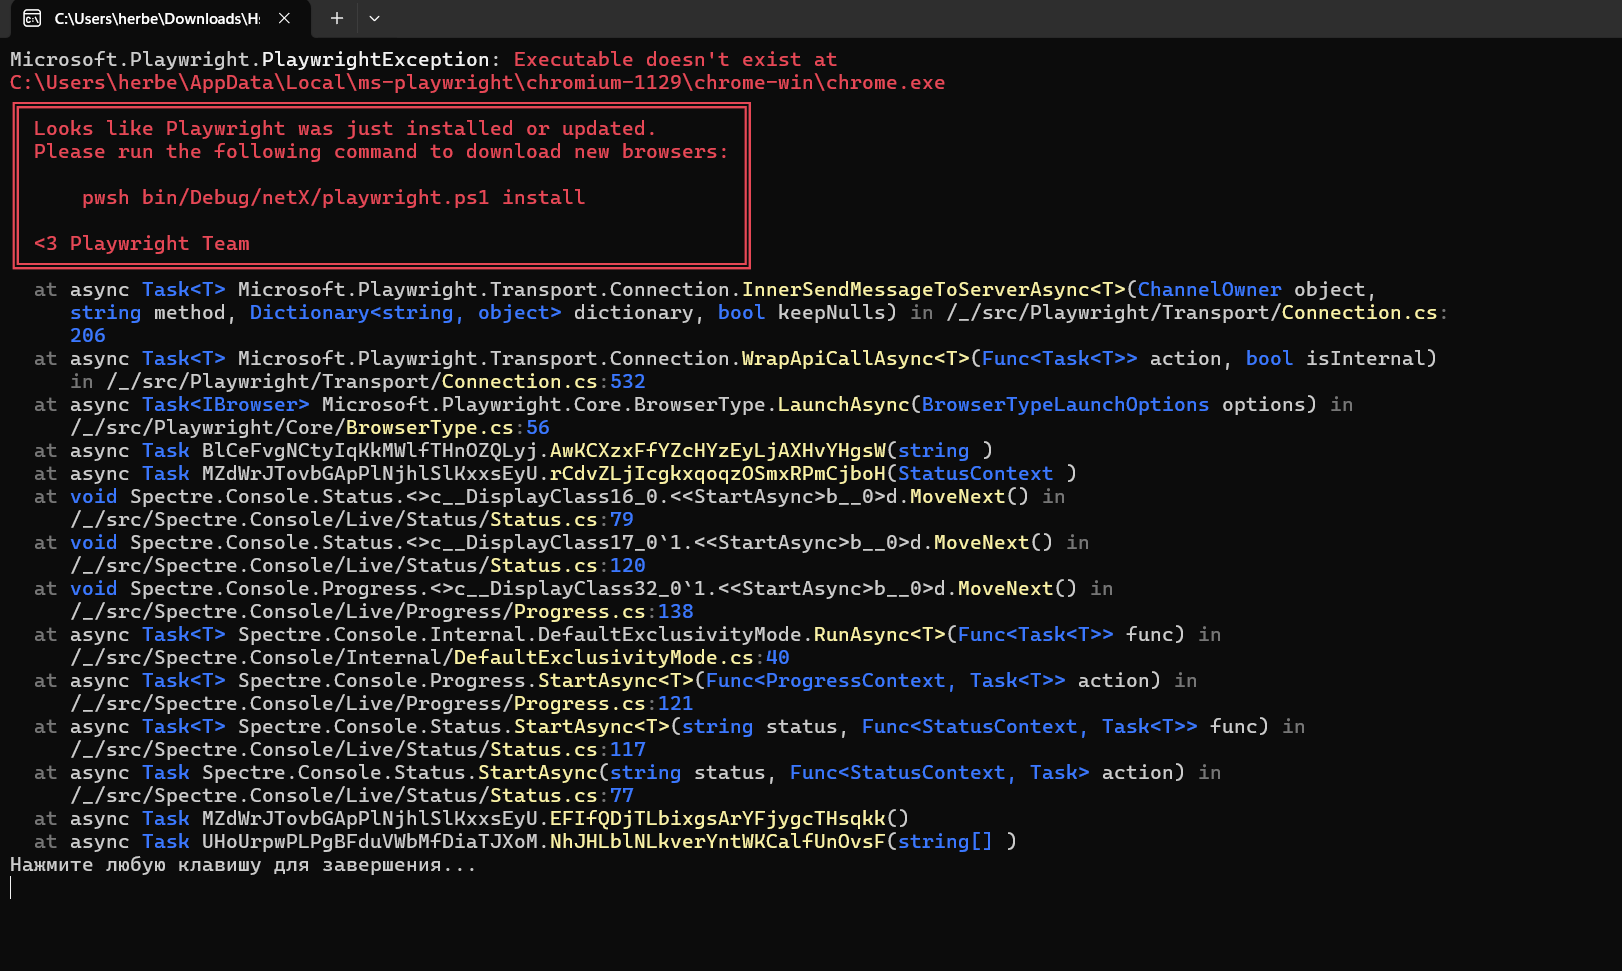 C:\Users\herbe\Downloads\H
Microsoft.Playwright.PlaywrightException: Executable doesn't exist at
C:\Users\herbe\AppData\Local\ms-playwright\chromium-1129\chrome-win\chrome.exe
Looks like Playwright was just installed or updated.
Please run the following command to download new browsers:
pwsh bin/Debug/netX/playwright.ps1 install
<3 Playwright Team
at async Task<T> Microsoft.Playwright.Transport.Connection.InnerSendMessageToServerAsync<T>(ChannelOwner object,
string method, Dictionary<string, object> dictionary, bool keepNulls) in /_/src/Playwright/Transport/Connection.cs:
206
at async Task<T> Microsoft.Playwright.Transport.Connection.WrapApiCallAsync<T>(Func<Task<T>> action, bool isInternal)
in /_/src/Playwright/Transport/Connection.cs:532
at async Task<IBrowser> Microsoft.Playwright.Core.BrowserType.LaunchAsync(BrowserTypeLaunchOptions options) in
/_/src/Playwright/Core/BrowserType.cs:56
at async Task BlCeFvgNCtyIqKkMWlfTHnOZQLyj.AwKCXzxFfYZcHYzEyLjAXHvYHgsW(string )
at async Task MZdWrJTovbGApPlNjhlSlKxxsEyU.rCdvZLjIcgkxqoqzOSmxRPmCjboH(StatusContext )
at void Spectre.Console.Status.<>c__DisplayClass16_0.<<StartAsync>b__0>d.MoveNext() in
/_/src/Spectre.Console/Live/Status/Status.cs:79
at void Spectre.Console.Status.<>c__DisplayClass17_0`1.<<StartAsync>b__0>d.MoveNext() in
/_/src/Spectre.Console/Live/Status/Status.cs:120
at void Spectre.Console.Progress.<>c__DisplayClass32_0`1.<<StartAsync>b__0>d.MoveNext() in
/_/src/Spectre.Console/Live/Progress/Progress.cs:138
at async Task<T> Spectre.Console.Internal.DefaultExclusivityMode.RunAsync<T>(Func<Task<T>> func) in
/_/src/Spectre.Console/Internal/DefaultExclusivityMode.cs:40
at async Task<T> Spectre.Console.Progress.StartAsync<T>(Func<ProgressContext, Task<T>> action) in
/_/src/Spectre.Console/Live/Progress/Progress.cs:121
at async Task<T> Spectre.Console.Status.StartAsync<T>(string status, Func<StatusContext, Task<T>> func) in
/_/src/Spectre.Console/Live/Status/Status.cs:117
at async Task Spectre.Console.Status.StartAsync(string status, Func<StatusContext, Task> action) in
/_/src/Spectre.Console/Live/Status/Status.cs:77
at async Task MZdWrJTovbGApPlNjhlSlKxxsEyU.EFIfQDjTLbixgsArYFjygcTHsqkk()
at async Task UHoUrpwPLPgBFduVWbMfDiaTJXoM.NhJHLblNLkverYntWKCalfUnOvsF(string[] )
Нажмите любую клавишу для завершения...